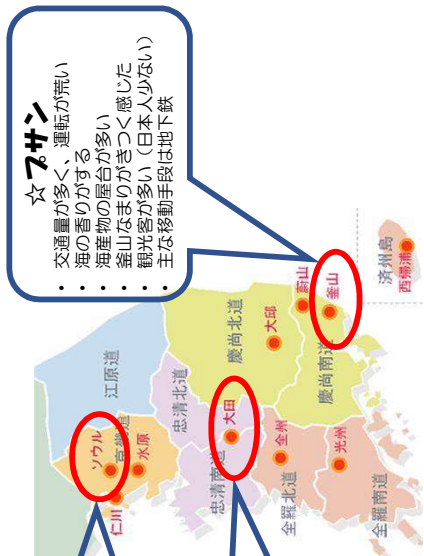 ☆プサン
・交通量が多く、運転が荒い
・海の香りがする
・海産物の屋台が多い
・釜山なまりがきつく感じた
・観光客が多い（日本人少ない）
・主な移動手段は地下鉄
江原道
ソウル
京畿道
仁川
水原
忠清北道
忠清南道
大田
慶尚北道
大邱
全州
全羅北道
蔚山
慶尚南道
釜山
光州
全羅南道
済州島
西帰浦